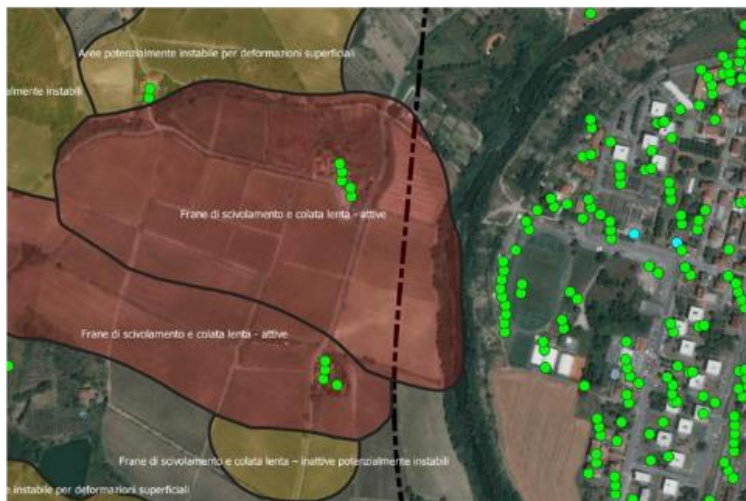 Aree potenzialmente instabile per deformazioni superficiali
almente instabili
Frane di scivolamento e colata lenta - attive
Frane di scivolamento e colata lenta - attive
Frane di scivolamento e colata lenta – inattive potenzialmente instabili
e instabile per deformazioni superficiali